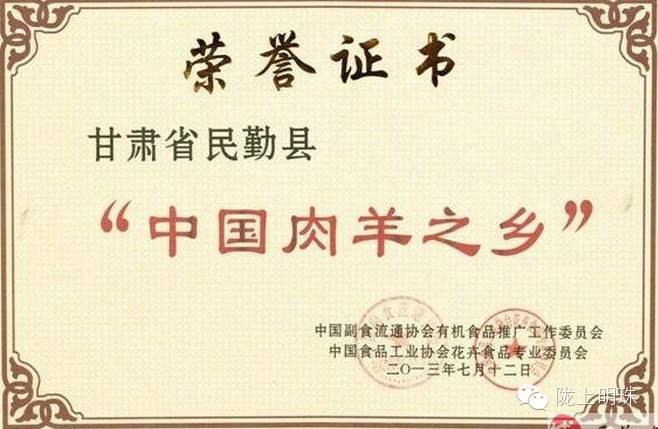 荣誉证书
甘肃省民勤县
“中国肉羊之乡”
中国副食流通协会有机食品推广工作委员会
中国食品工业协会花卉食品专业委员会
二〇一三年七月十二日
陇上明珠